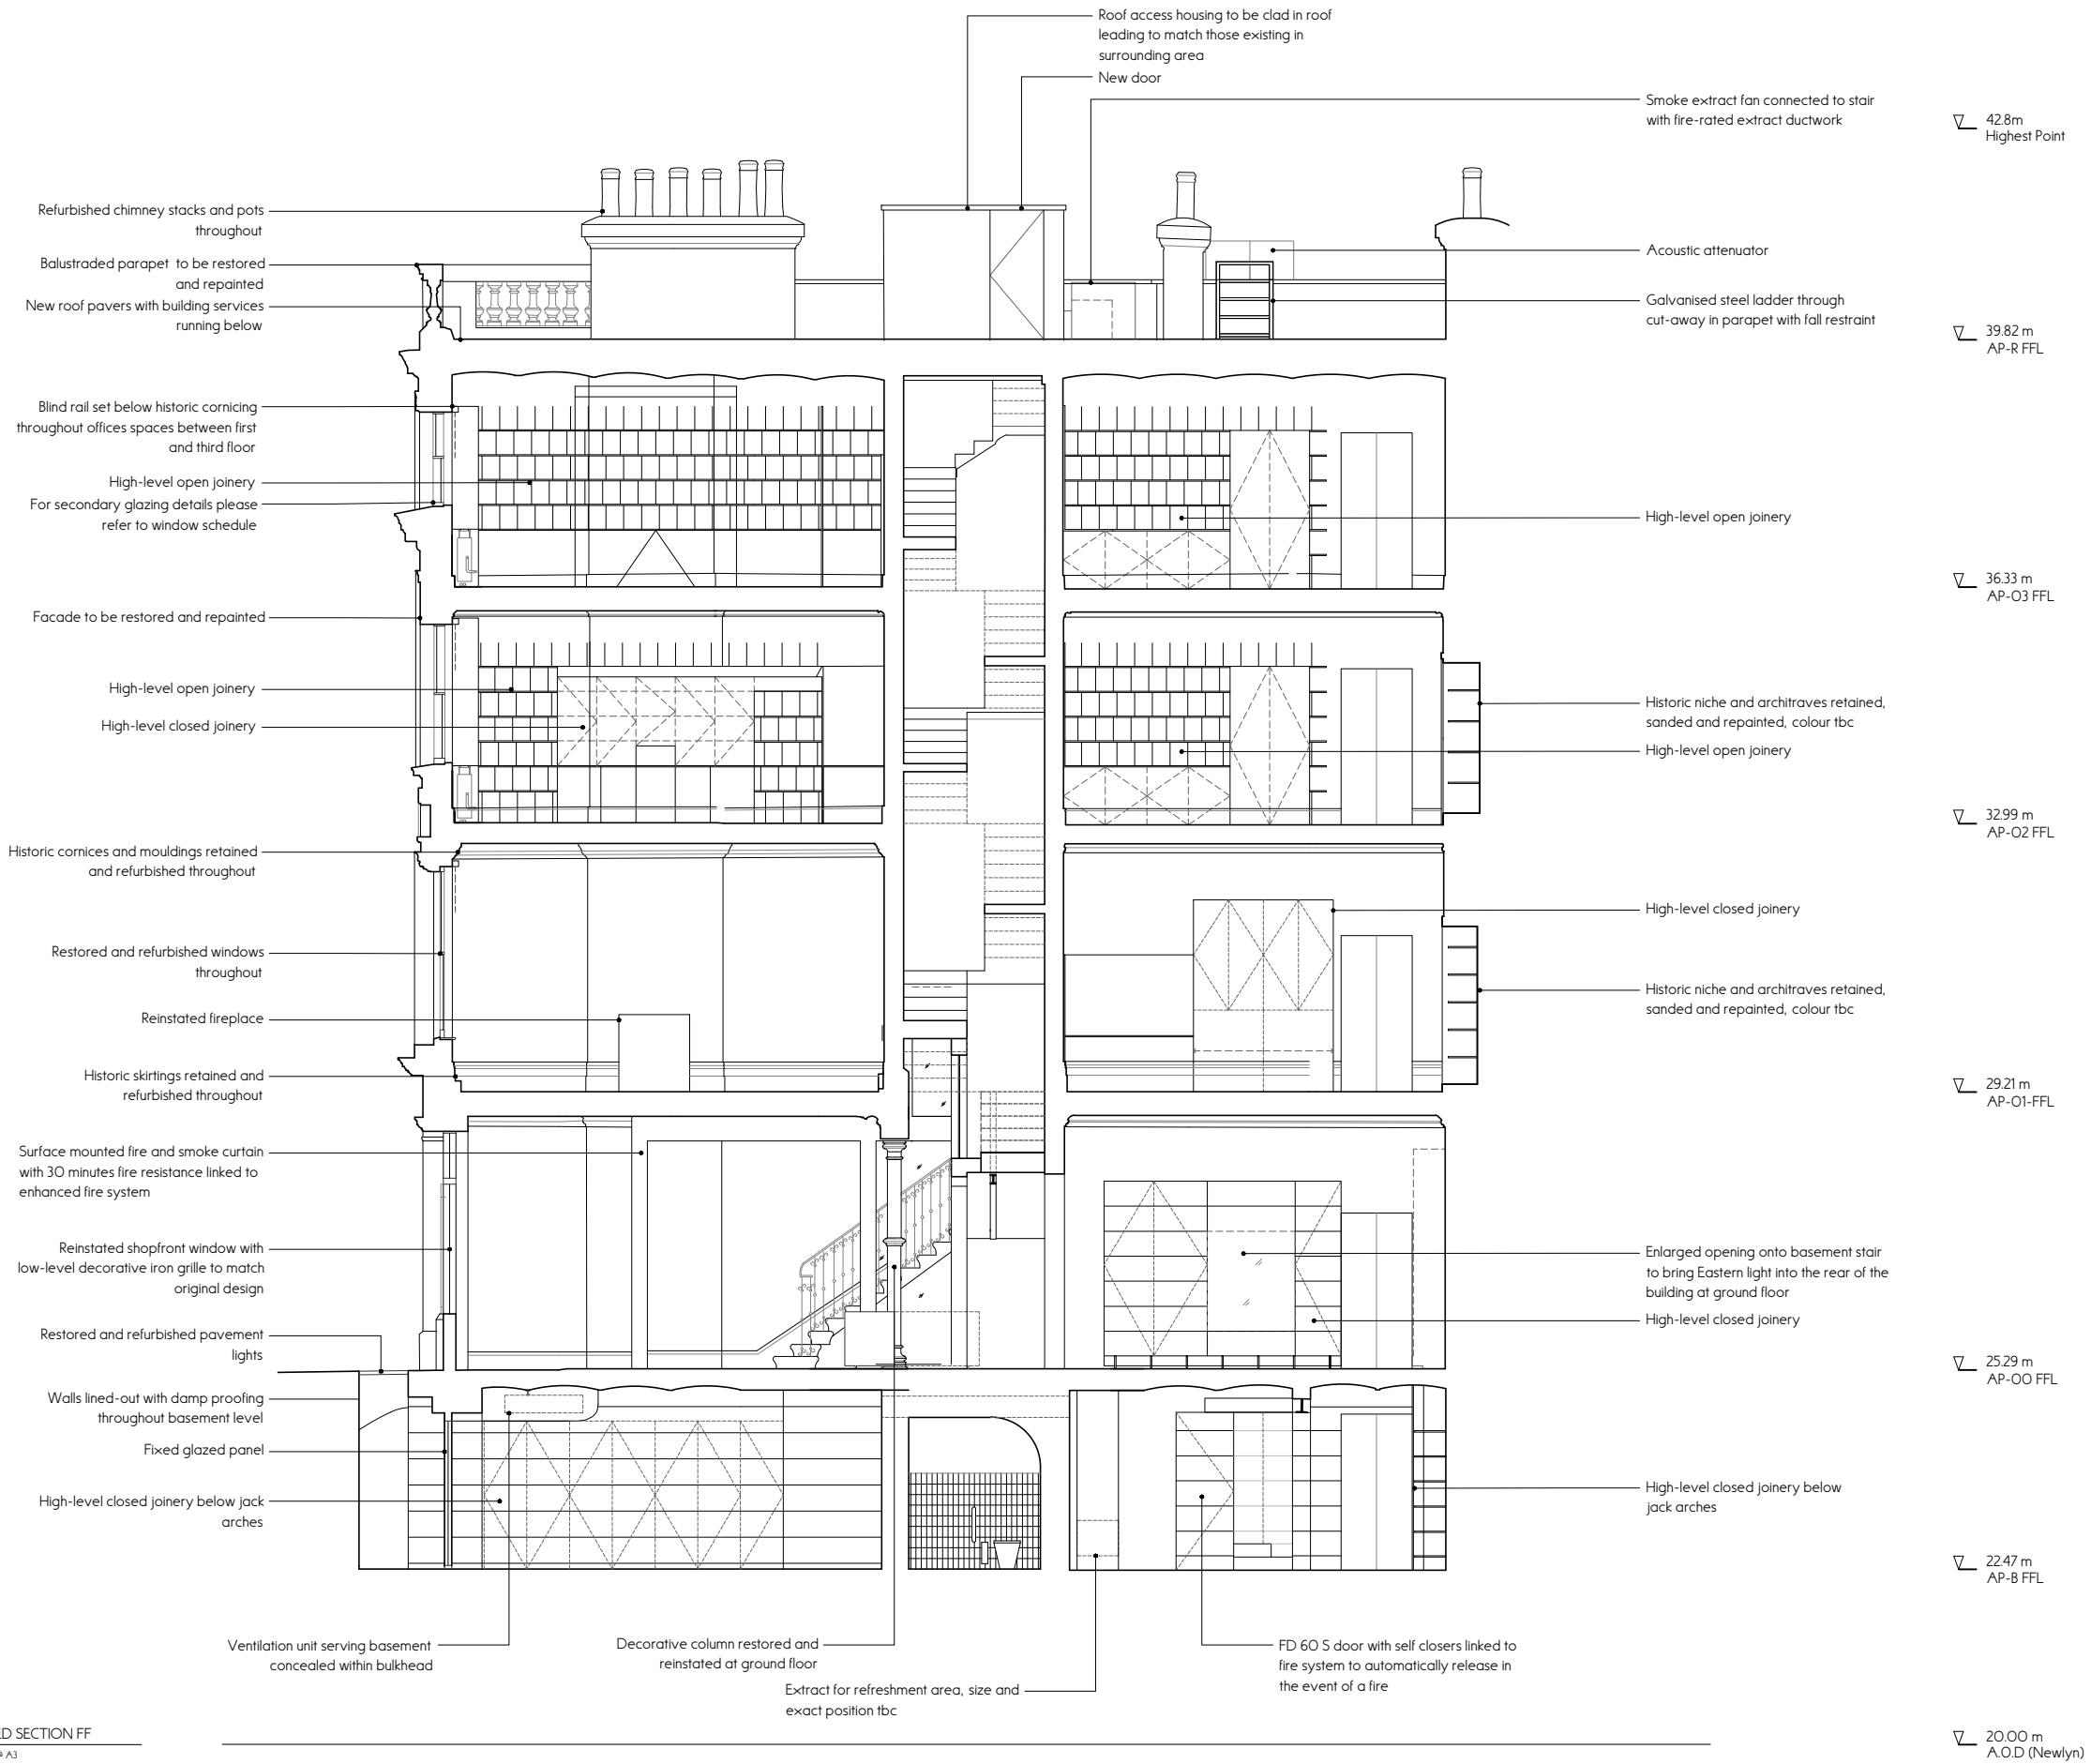 Roof access housing to be clad in roof
leading to match those existing in
surrounding area
New door
Smoke extract fan connected to stair
with fire-rated extract ductwork
42.8m
Highest Point
Refurbished chimney stacks and pots
throughout
Balustraded parapet to be restored
and repainted
New roof pavers with building services
running below
Acoustic attenuator
Galvanised steel ladder through
cut-away in parapet with fall restraint
39.82 m
AP-R FFL
Blind rail set below historic cornicing
throughout offices spaces between first
and third floor
High-level open joinery
For secondary glazing details please
refer to window schedule
High-level open joinery
36.33 m
AP-03 FFL
Facade to be restored and repainted
High-level open joinery
High-level closed joinery
Historic niche and architraves retained,
sanded and repainted, colour tbc
High-level open joinery
32.99 m
AP-02 FFL
Historic cornices and mouldings retained
and refurbished throughout
Restored and refurbished windows
throughout
Reinstated fireplace
Historic skirtings retained and
refurbished throughout
High-level closed joinery
Historic niche and architraves retained,
sanded and repainted, colour tbc
29.21 m
AP-01-FFL
Surface mounted fire and smoke curtain
with 30 minutes fire resistance linked to
enhanced fire system
Reinstated shopfront window with
low-level decorative iron grille to match
original design
Restored and refurbished pavement
lights
Enlarged opening onto basement stair
to bring Eastern light into the rear of the
building at ground floor
High-level closed joinery
25.29 m
AP-00 FFL
Walls lined-out with damp proofing
throughout basement level
Fixed glazed panel
High-level closed joinery below jack
arches
High-level closed joinery below
jack arches
22.47 m
AP-B FFL
Ventilation unit serving basement
concealed within bulkhead
Decorative column restored and
reinstated at ground floor
Extract for refreshment area, size and
exact position tbc
FD 60 S door with self closers linked to
fire system to automatically release in
the event of a fire
ED SECTION FF
@ A3
20.00 m
A.O.D (Newlyn)